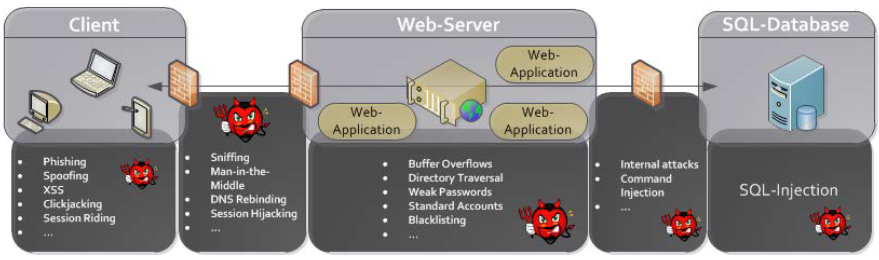 Client
Web-Server
SQL-Database
Web-
Application
Web-
Application
Web-
Application
• Phishing
• Spoofing
• XSS
• Clickjacking
• Session Riding
• ...
• Sniffing
• Man-in-the-
Middle
• DNS Rebinding
• Session Hijacking
• ...
• Buffer Overflows
• Directory Traversal
• Weak Passwords
• Standard Accounts
• Blacklisting
• ...
• Internal attacks
• Command
Injection
• ...
SQL-Injection